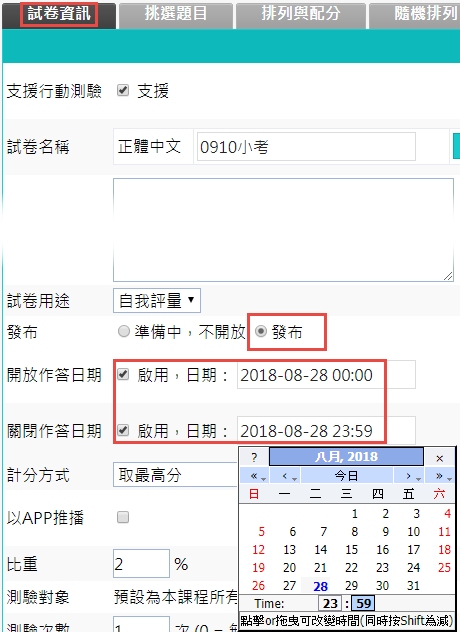 試卷資訊 挑選題目 排列與配分 隨機排列
支援行動測驗 支援
試卷名稱 正體中文 0910小考
試卷用途 自我評量
發布 準備中，不開放 發布
開放作答日期 啟用，日期： 2018-08-28 00:00
關閉作答日期 啟用，日期： 2018-08-28 23:59
? 八月, 2018 ×
« ‹ 今日 › »
日 一 二 三 四 五 六
1 2 3 4
5 6 7 8 9 10 11
12 13 14 15 16 17 18
19 20 21 22 23 24 25
26 27 28 29 30 31
Time: 23 : 59
點擊or拖曳可改變時間(同時按Shift為減)
計分方式 取最高分
以APP推播
比重 2 %
測驗對象 預設為本課程所有
測驗次數 1 次 (0 =